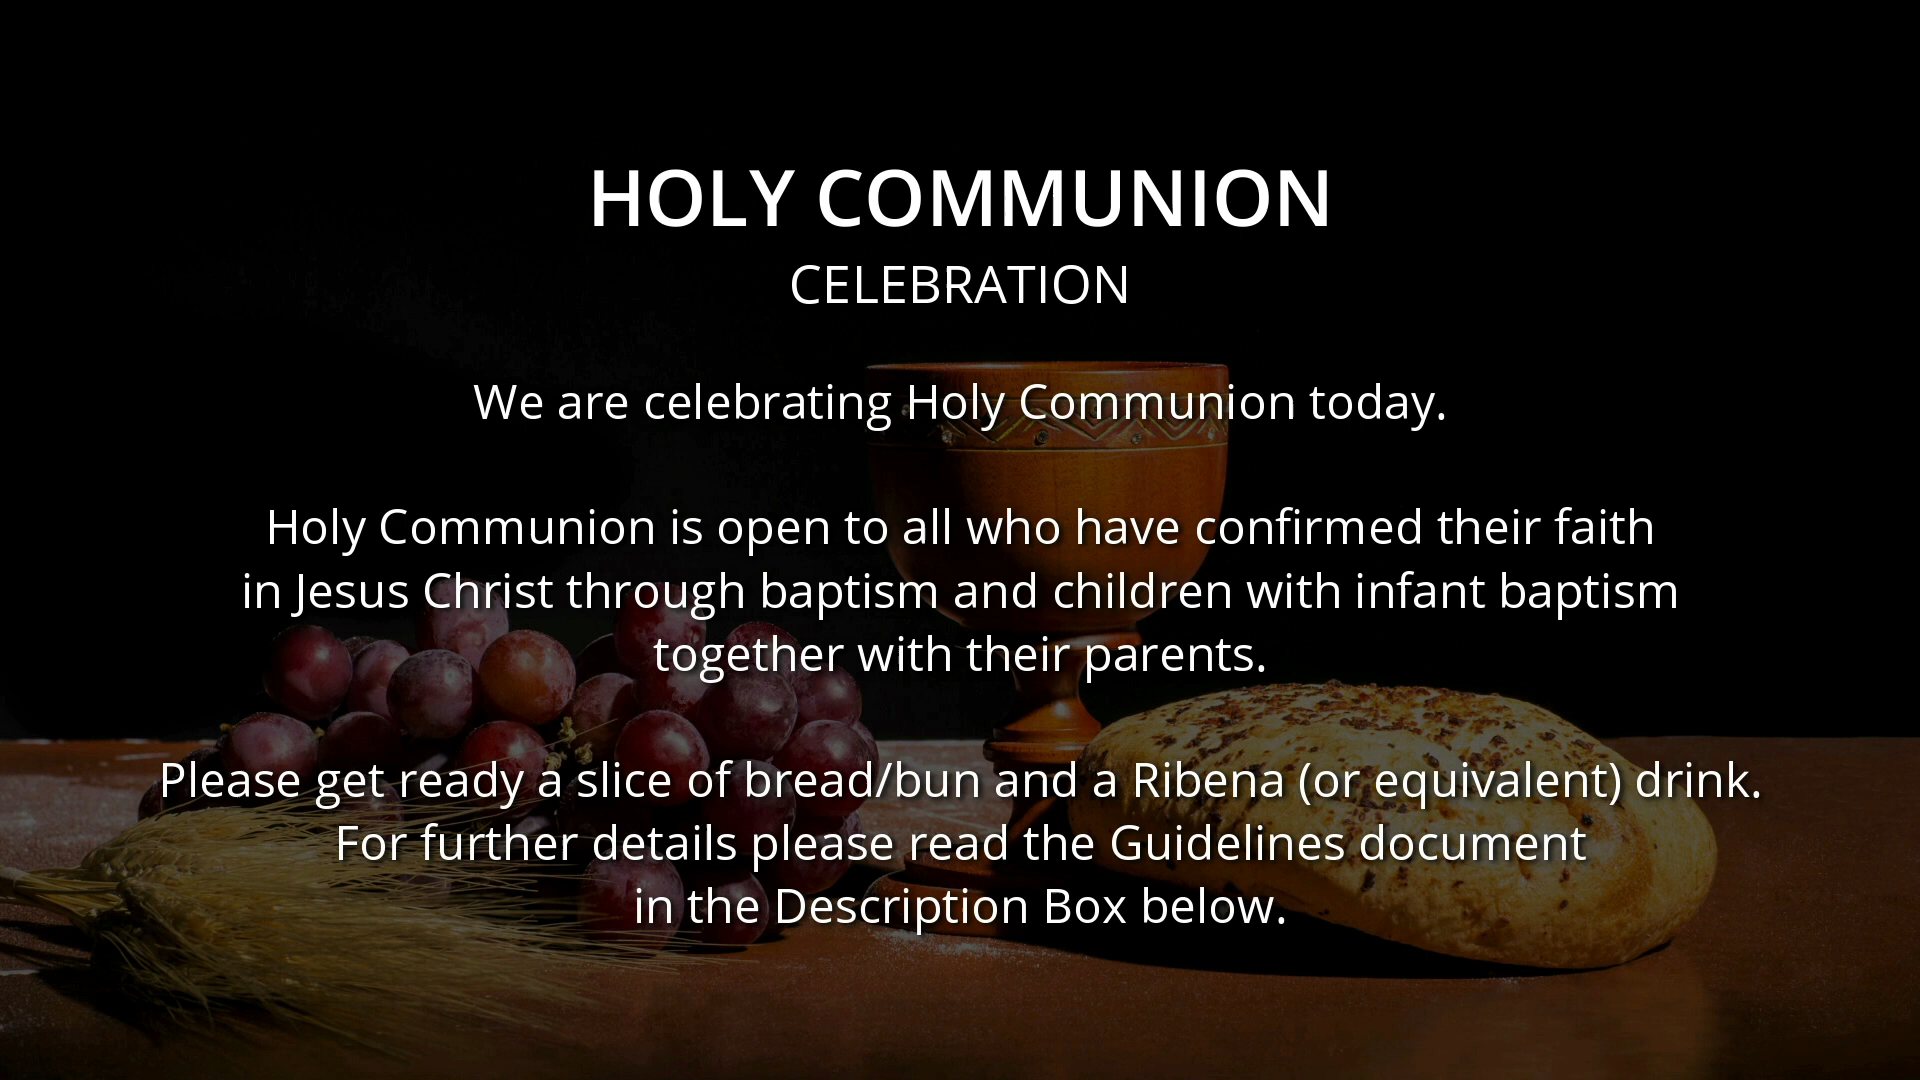 HOLY COMMUNION
CELEBRATION
We are celebrating Holy Communion today.
Holy Communion is open to all who have confirmed their faith
in Jesus Christ through baptism and children with infant baptism
together with their parents.
Please get ready a slice of bread/bun and a Ribena (or equivalent) drink.
For further details please read the Guidelines document
in the Description Box below.